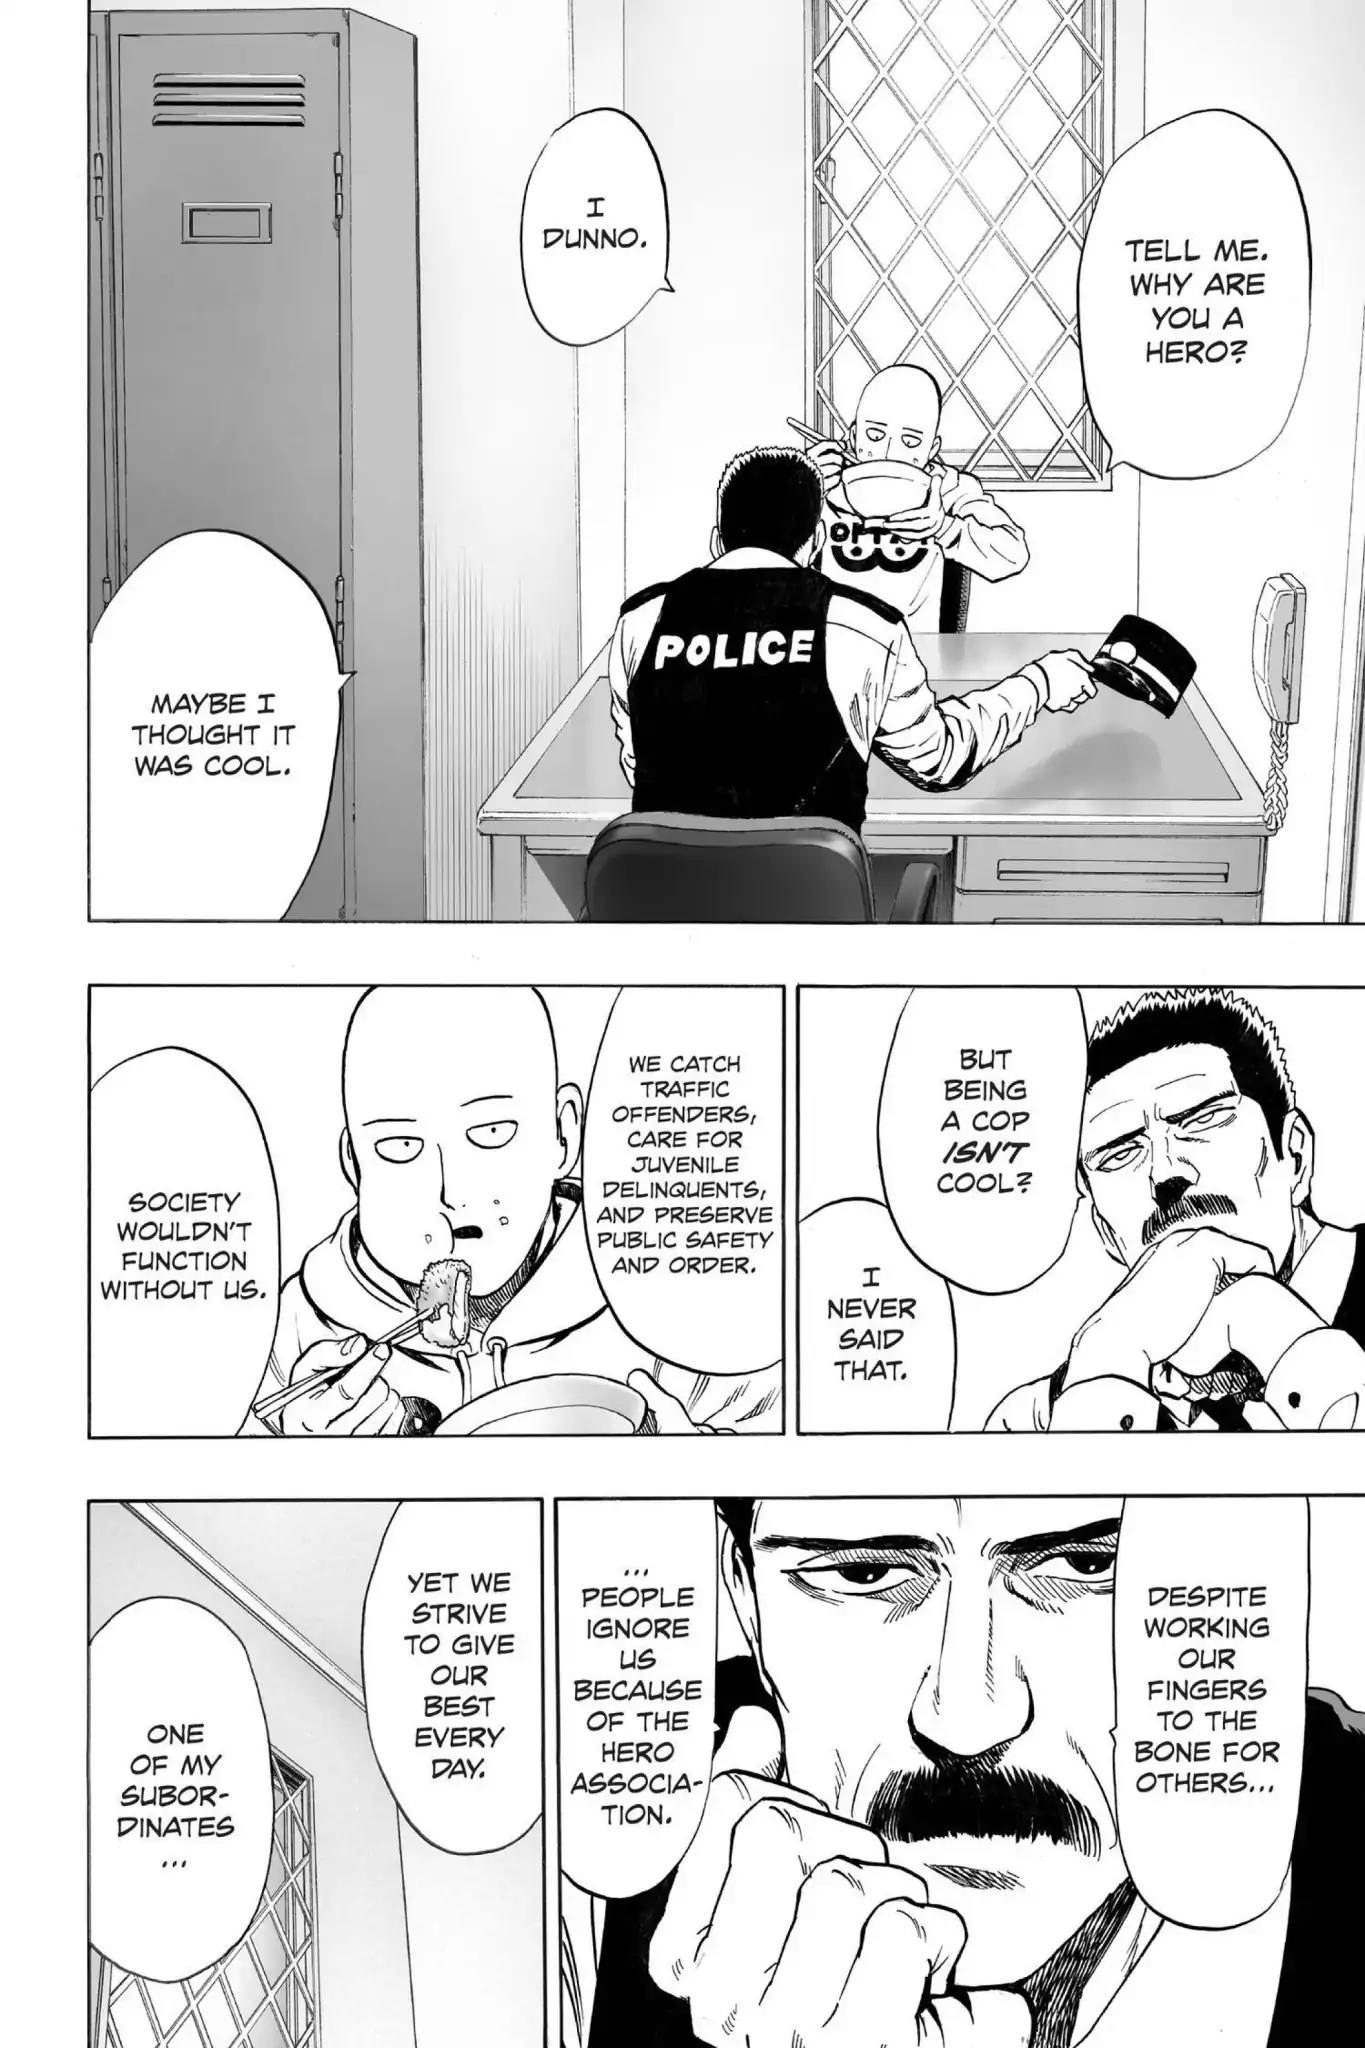 TELL ME.
WHY ARE
YOU A
HERO?
I
DUNNO.
POLICE
MAYBE I
THOUGHT IT
WAS COOL.
BUT
BEING
A COP
ISN'T
COOL?
I
NEVER
SAID
THAT.
WE CATCH
TRAFFIC
OFFENDERS,
CARE FOR
JUVENILE
DELINQUENTS,
AND PRESERVE
PUBLIC SAFETY
AND ORDER.
SOCIETY
WOULDN'T
FUNCTION
WITHOUT US.
DESPITE
WORKING
OUR
FINGERS
TO THE
BONE FOR
OTHERS...
...
PEOPLE
IGNORE
US
BECAUSE
OF THE
HERO
ASSOCIA-
TION.
YET WE
STRIVE
TO GIVE
OUR
BEST
EVERY
DAY.
ONE
OF MY
SUBOR-
DINATES
...